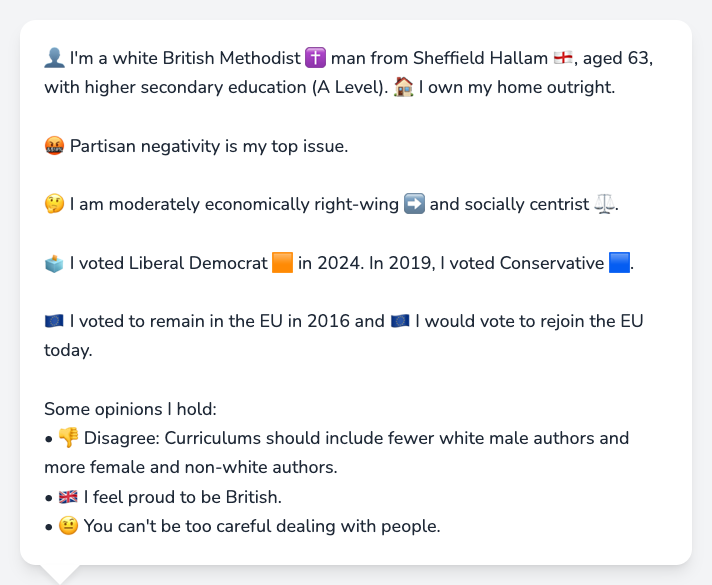 👤 I'm a white British Methodist ✝️ man from Sheffield Hallam 🏴󠁧󠁢󠁥󠁮󠁧󠁿, aged 63,
with higher secondary education (A Level). 🏠 I own my home outright.
🤬 Partisan negativity is my top issue.
🤔 I am moderately economically right-wing ➡️ and socially centrist ⚖️.
🗳️ I voted Liberal Democrat 🟧 in 2024. In 2019, I voted Conservative 🟦.
🇪🇺 I voted to remain in the EU in 2016 and 🇪🇺 I would vote to rejoin the EU
today.
Some opinions I hold:
• 👎 Disagree: Curriculums should include fewer white male authors and
more female and non-white authors.
• 🇬🇧 I feel proud to be British.
• 🤨 You can't be too careful dealing with people.